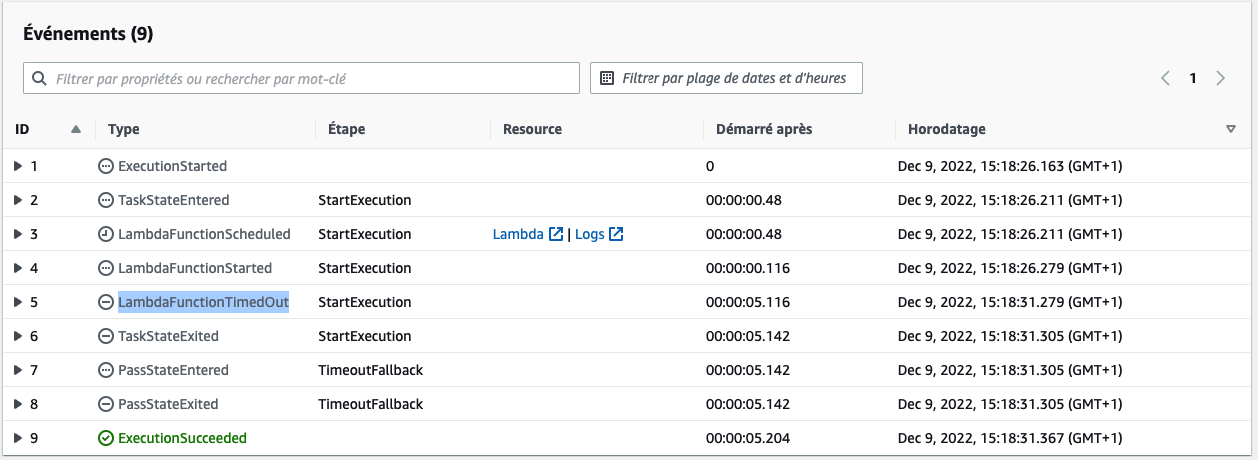 Événements (9)
Filtrer par propriétés ou rechercher par mot-clé
Filtrer par plage de dates et d'heures
1
ID Type Étape Resource Démarré après Horodatage
1 ExecutionStarted 0 Dec 9, 2022, 15:18:26.163 (GMT+1)
2 TaskStateEntered StartExecution 00:00:00.48 Dec 9, 2022, 15:18:26.211 (GMT+1)
3 LambdaFunctionScheduled StartExecution Lambda | Logs 00:00:00.48 Dec 9, 2022, 15:18:26.211 (GMT+1)
4 LambdaFunctionStarted StartExecution 00:00:00.116 Dec 9, 2022, 15:18:26.279 (GMT+1)
5 LambdaFunctionTimedOut StartExecution 00:00:05.116 Dec 9, 2022, 15:18:31.279 (GMT+1)
6 TaskStateExited StartExecution 00:00:05.142 Dec 9, 2022, 15:18:31.305 (GMT+1)
7 PassStateEntered TimeoutFallback 00:00:05.142 Dec 9, 2022, 15:18:31.305 (GMT+1)
8 PassStateExited TimeoutFallback 00:00:05.142 Dec 9, 2022, 15:18:31.305 (GMT+1)
9 ExecutionSucceeded 00:00:05.204 Dec 9, 2022, 15:18:31.367 (GMT+1)